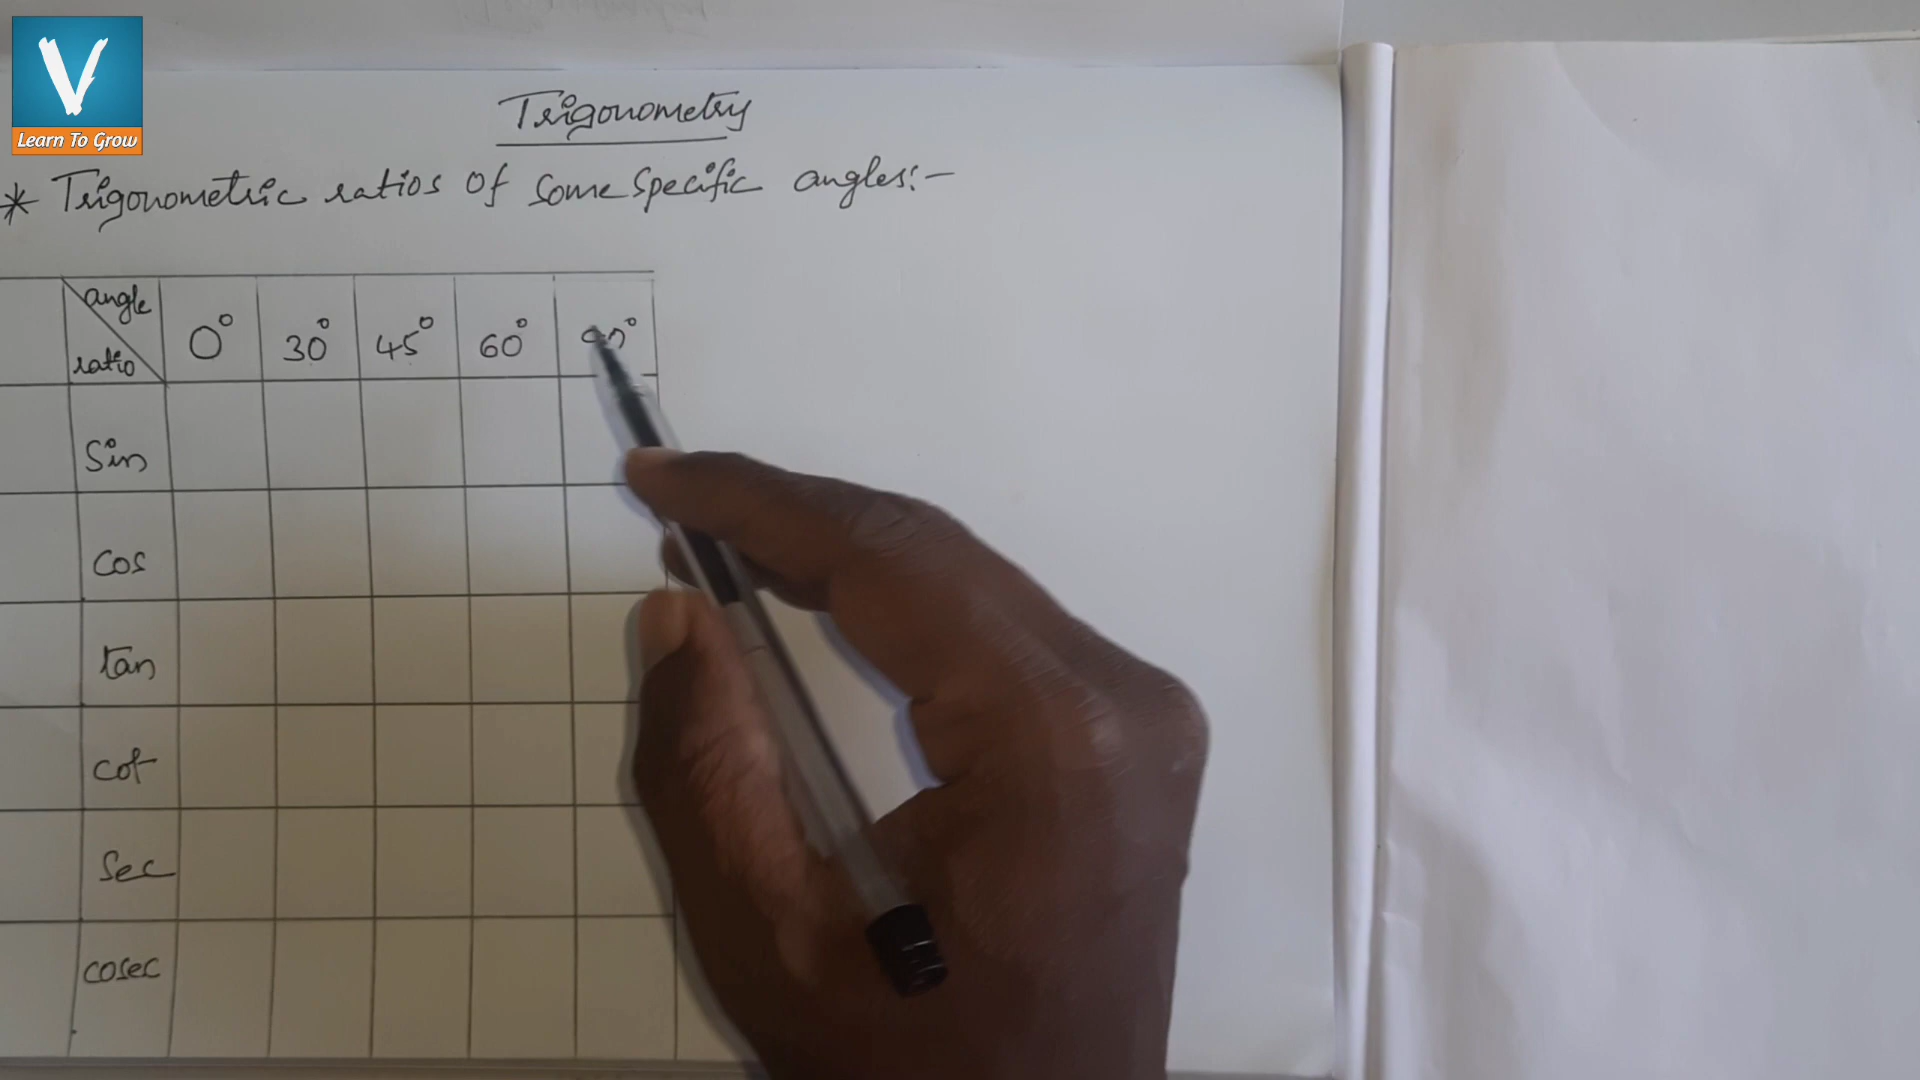 V
Learn To Grow
Trigonometry
* Trigonometric ratios of some specific angles:-
angle
ratio
0° 30° 45° 60° 90°
Sin
Cos
tan
cot
Sec
cosec